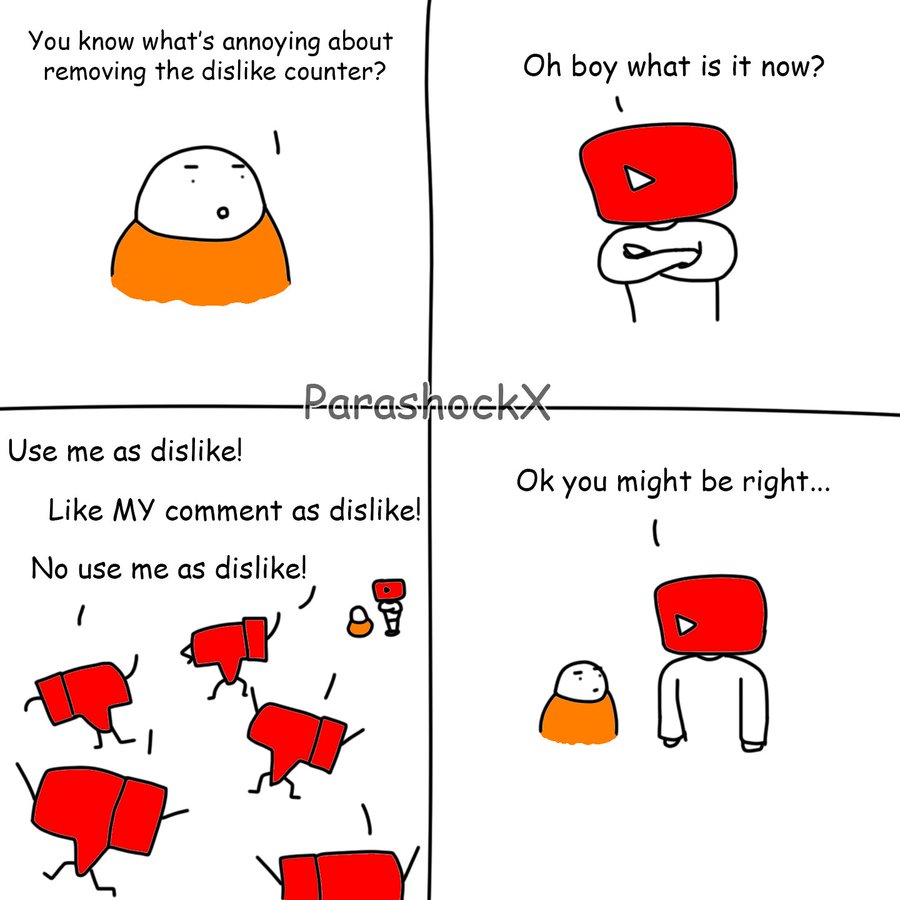 You know what's annoying about
removing the dislike counter?
Oh boy what is it now?
ParashockX
Use me as dislike!
Like MY comment as dislike!
No use me as dislike!
Ok you might be right...